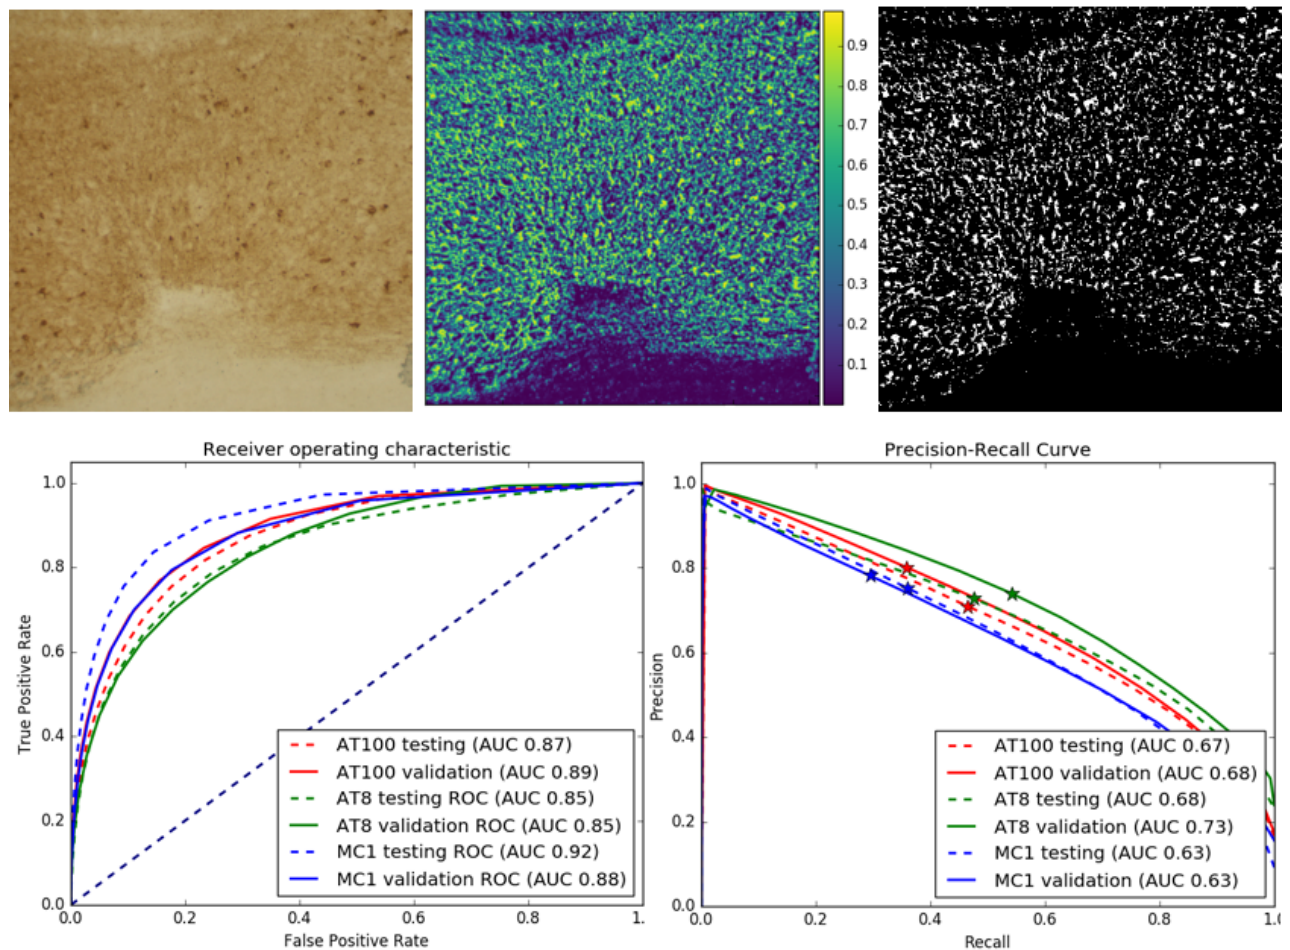 0.9
0.8
0.7
0.6
0.5
0.4
0.3
0.2
0.1
Receiver operating characteristic
1.0
0.8
0.6
0.4
0.2
0.0
True Positive Rate
AT100 testing (AUC 0.87)
AT100 validation (AUC 0.89)
AT8 testing ROC (AUC 0.85)
AT8 validation ROC (AUC 0.85)
MC1 testing ROC (AUC 0.92)
MC1 validation ROC (AUC 0.88)
0.0 0.2 0.4 0.6 0.8 1.
False Positive Rate
Precision-Recall Curve
1.0
0.8
0.6
0.4
0.2
0.0
Precision
AT100 testing (AUC 0.67)
AT100 validation (AUC 0.68)
AT8 testing (AUC 0.68)
AT8 validation (AUC 0.73)
MC1 testing (AUC 0.63)
MC1 validation (AUC 0.63)
0.0 0.2 0.4 0.6 0.8 1.0
Recall